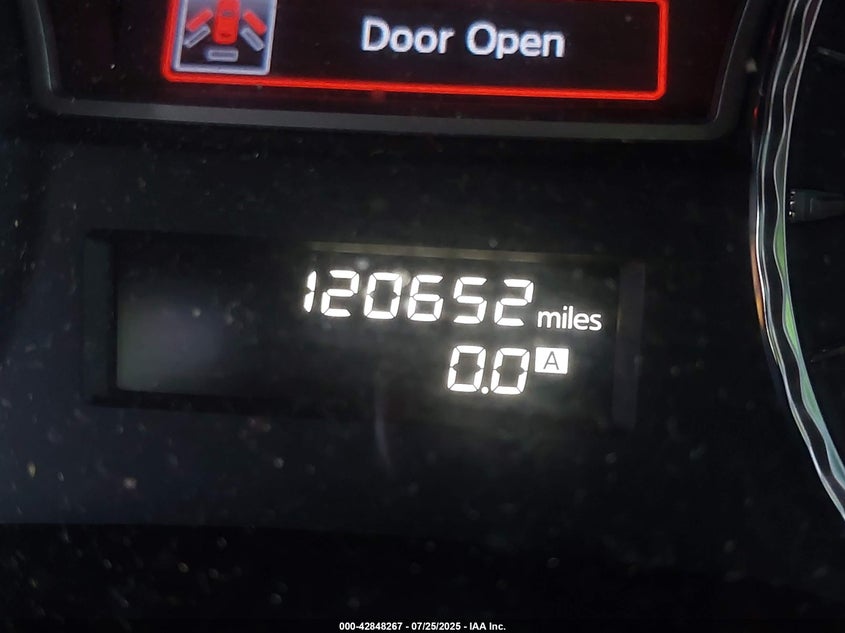 Door Open
120652 miles
0.0 A
000-42848267 - 07/25/2025 - IAA Inc.